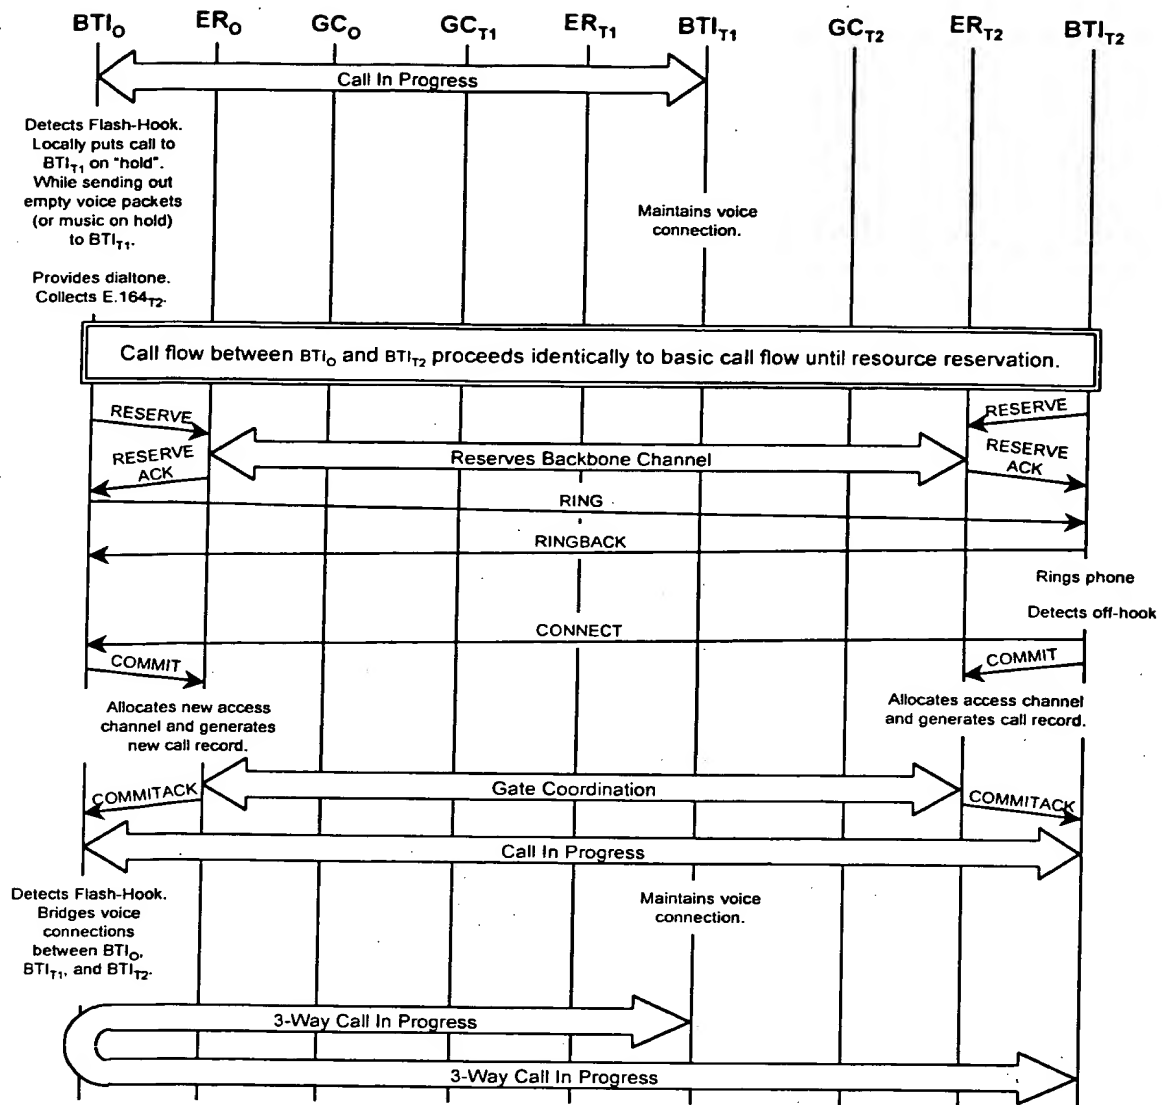 BTIO ERO GCO GCT1 ERT1 BTIT1 GCT2 ERT2 BTIT2
Call In Progress
Detects Flash-Hook.
Locally puts call to
BTIT1 on "hold".
While sending out
empty voice packets
(or music on hold)
to BTIT1.
Maintains voice
connection.
Provides dialtone.
Collects E.164T2.
Call flow between BTIO and BTIT2 proceeds identically to basic call flow until resource reservation.
RESERVE
RESERVE
Reserves Backbone Channel
RESERVE
ACK
RESERVE
ACK
RING
RINGBACK
Rings phone
Detects off-hook
CONNECT
COMMIT
COMMIT
Allocates new access
channel and generates
new call record.
Allocates access channel
and generates call record.
Gate Coordination
COMMITACK
COMMITACK
Call In Progress
Detects Flash-Hook.
Bridges voice
connections
between BTIO,
BTIT1, and BTIT2.
Maintains voice
connection.
3-Way Call In Progress
3-Way Call In Progress